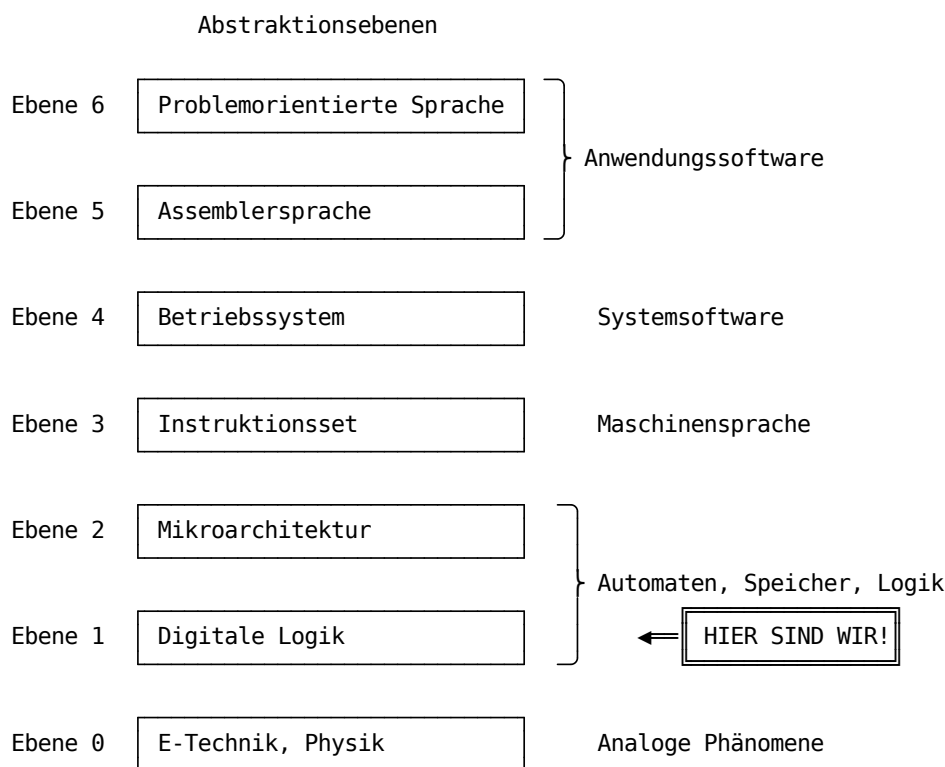 Abstraktionsebenen
Ebene 6 Problemorientierte Sprache
Anwendungssoftware
Ebene 5 Assemblersprache
Ebene 4 Betriebssystem Systemsoftware
Ebene 3 Instruktionsset Maschinensprache
Ebene 2 Mikroarchitektur
Automaten, Speicher, Logik
Ebene 1 Digitale Logik HIER SIND WIR!
Ebene 0 E-Technik, Physik Analoge Phänomene